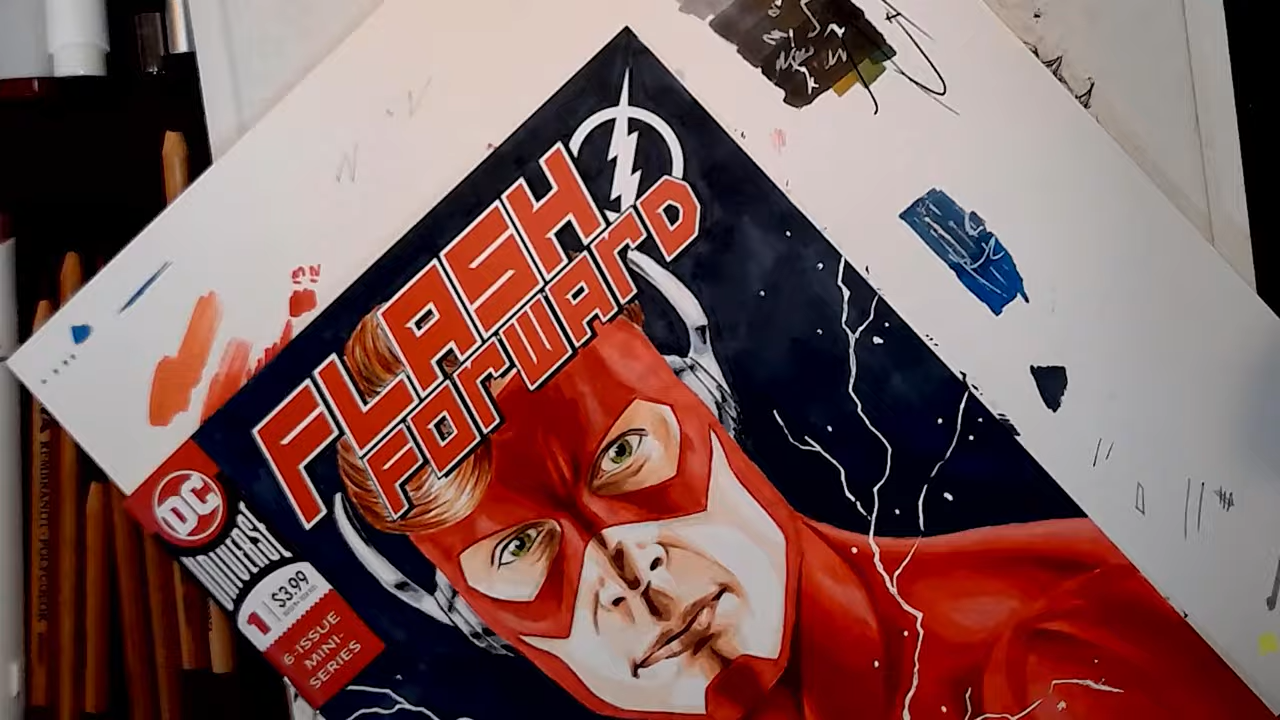 FLASH
FORWARD
DC
UNIVERSE
$3.99
1
6-ISSUE
MINI-
SERIES